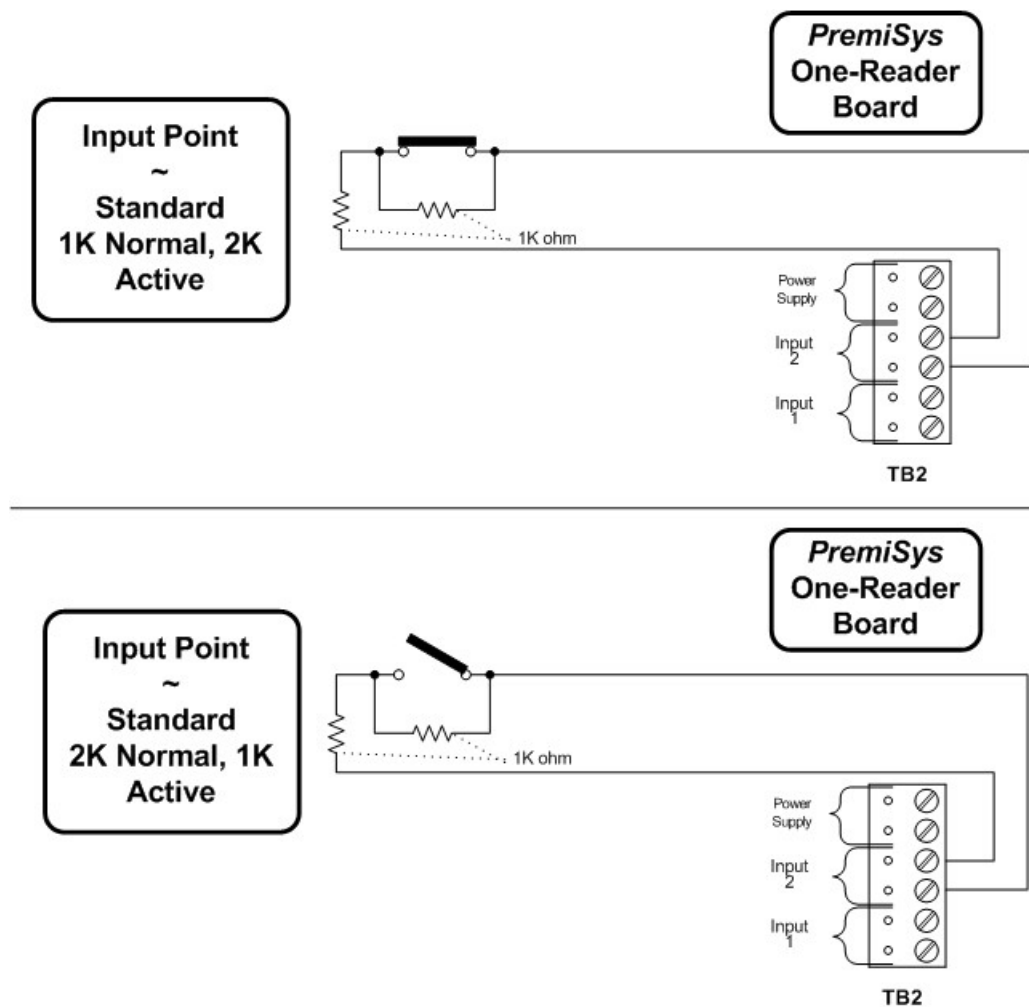 PremiSys
One-Reader
Board
Input Point
~
Standard
1K Normal, 2K
Active
1K ohm
Power
Supply
Input
2
Input
1
TB2
PremiSys
One-Reader
Board
Input Point
~
Standard
2K Normal, 1K
Active
1K ohm
Power
Supply
Input
2
Input
1
TB2